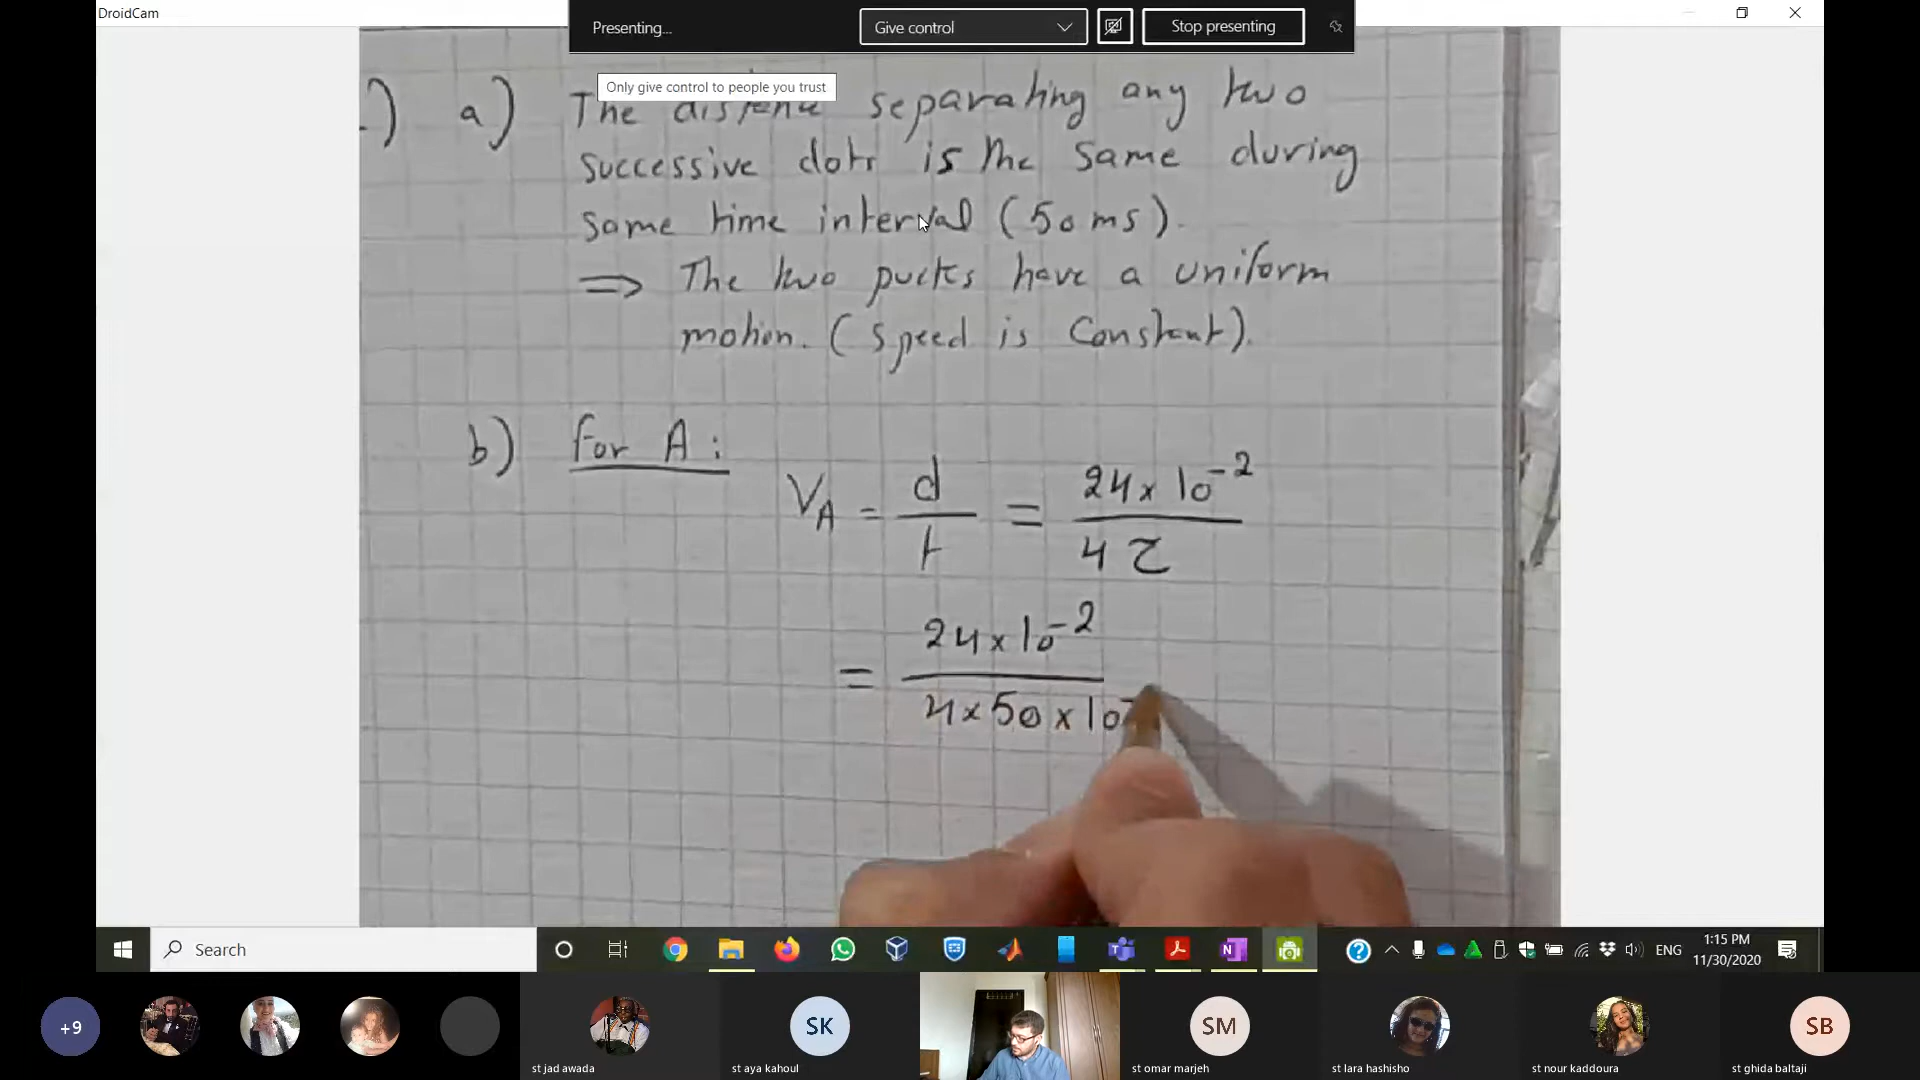 DroidCam
Presenting...
Give control
Stop presenting
Only give control to people you trust
.) a) The distence separating any two
successive dots is the same during
same time interval (50 ms).
=> The two pucks have a uniform
motion. (speed is constant).
b) for A:
V_A = d/t = 24 x 10^-2 / 4 τ
= 24 x 10^-2 / 4 x 50 x 10^-
Search
ENG
1:15 PM
11/30/2020
+9
SK
SM
SB
st jad awada
st aya kahoul
st omar marjeh
st lara hashisho
st nour kaddoura
st ghida baltaji